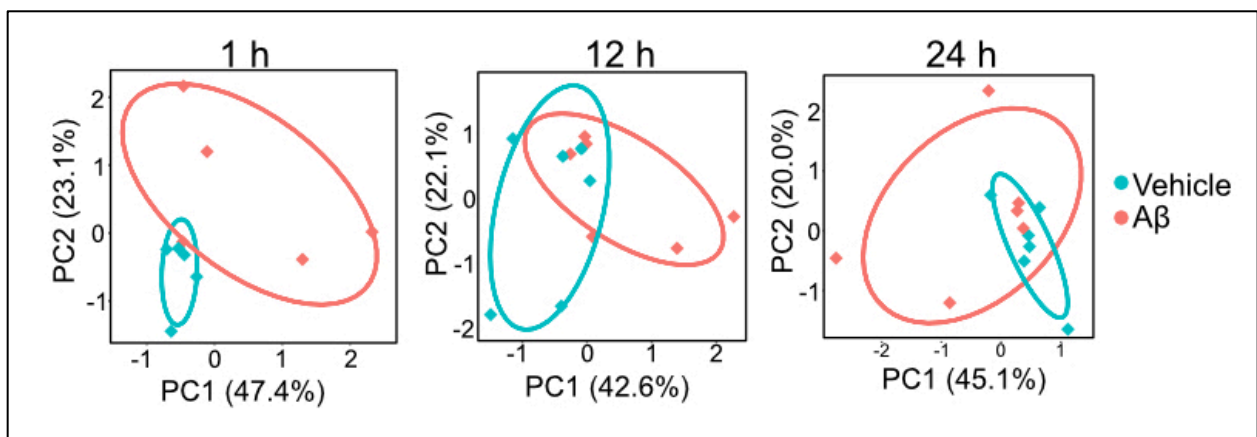 1 h
2
1
0
-1
-1
0
1
2
PC2 (23.1%)
PC1 (47.4%)
12 h
1
0
-1
-2
-1
0
1
2
PC2 (22.1%)
PC1 (42.6%)
24 h
2
1
0
-1
-2
-1
0
1
PC2 (20.0%)
PC1 (45.1%)
Vehicle
Aβ